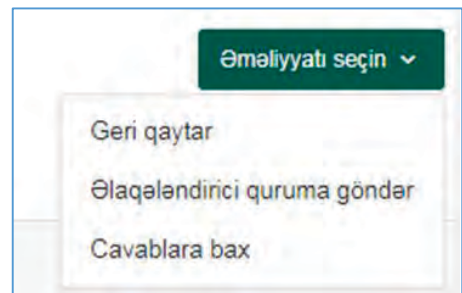 Əməliyyatı seçin
Geri qaytar
Əlaqələndirici quruma göndər
Cavablara bax